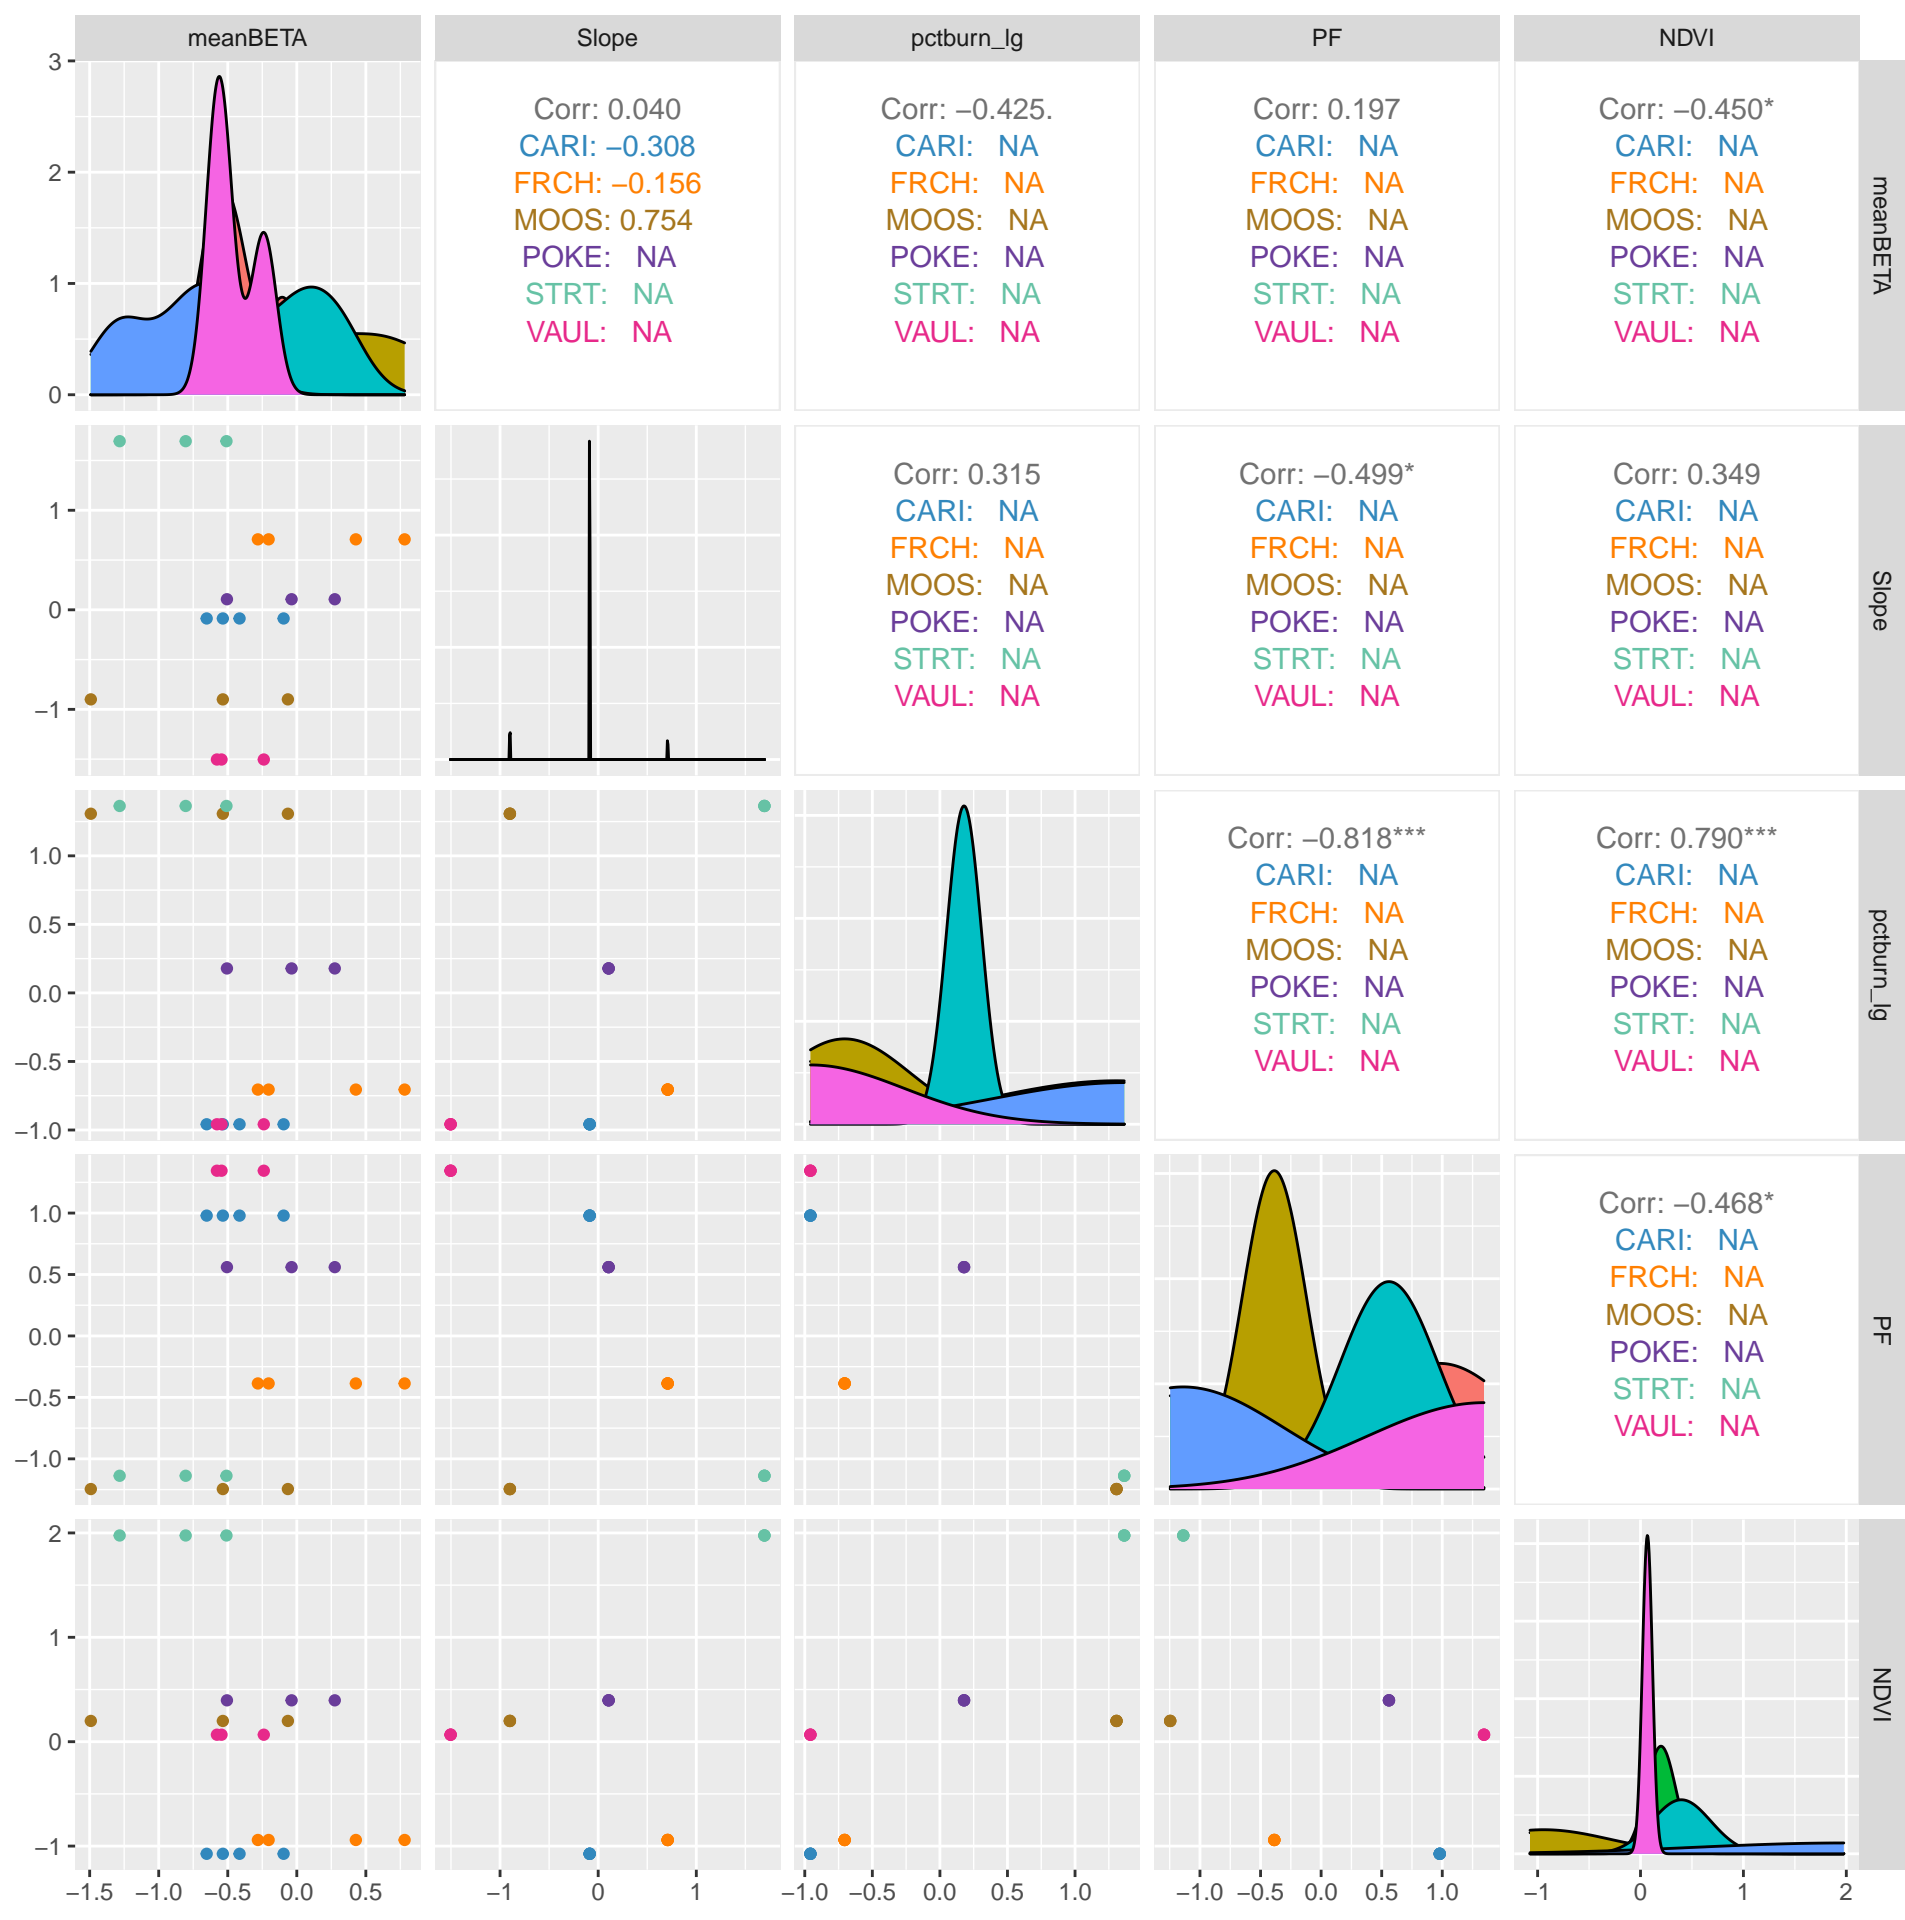 meanBETA Slope pctburn_lg PF NDVI
3
2
1
0
Corr: 0.040
CARI: −0.308
FRCH: −0.156
MOOS: 0.754
POKE: NA
STRT: NA
VAUL: NA
Corr: −0.425.
CARI: NA
FRCH: NA
MOOS: NA
POKE: NA
STRT: NA
VAUL: NA
Corr: 0.197
CARI: NA
FRCH: NA
MOOS: NA
POKE: NA
STRT: NA
VAUL: NA
Corr: −0.450*
CARI: NA
FRCH: NA
MOOS: NA
POKE: NA
STRT: NA
VAUL: NA
meanBETA
1
0
−1
Corr: 0.315
CARI: NA
FRCH: NA
MOOS: NA
POKE: NA
STRT: NA
VAUL: NA
Corr: −0.499*
CARI: NA
FRCH: NA
MOOS: NA
POKE: NA
STRT: NA
VAUL: NA
Corr: 0.349
CARI: NA
FRCH: NA
MOOS: NA
POKE: NA
STRT: NA
VAUL: NA
Slope
1.0
0.5
0.0
−0.5
−1.0
Corr: −0.818***
CARI: NA
FRCH: NA
MOOS: NA
POKE: NA
STRT: NA
VAUL: NA
Corr: 0.790***
CARI: NA
FRCH: NA
MOOS: NA
POKE: NA
STRT: NA
VAUL: NA
pctburn_lg
1.0
0.5
0.0
−0.5
−1.0
Corr: −0.468*
CARI: NA
FRCH: NA
MOOS: NA
POKE: NA
STRT: NA
VAUL: NA
PF
2
1
0
−1
NDVI
−1.5 −1.0 −0.5 0.0 0.5
−1 0 1
−1.0 −0.5 0.0 0.5 1.0
−1.0 −0.5 0.0 0.5 1.0
−1 0 1 2